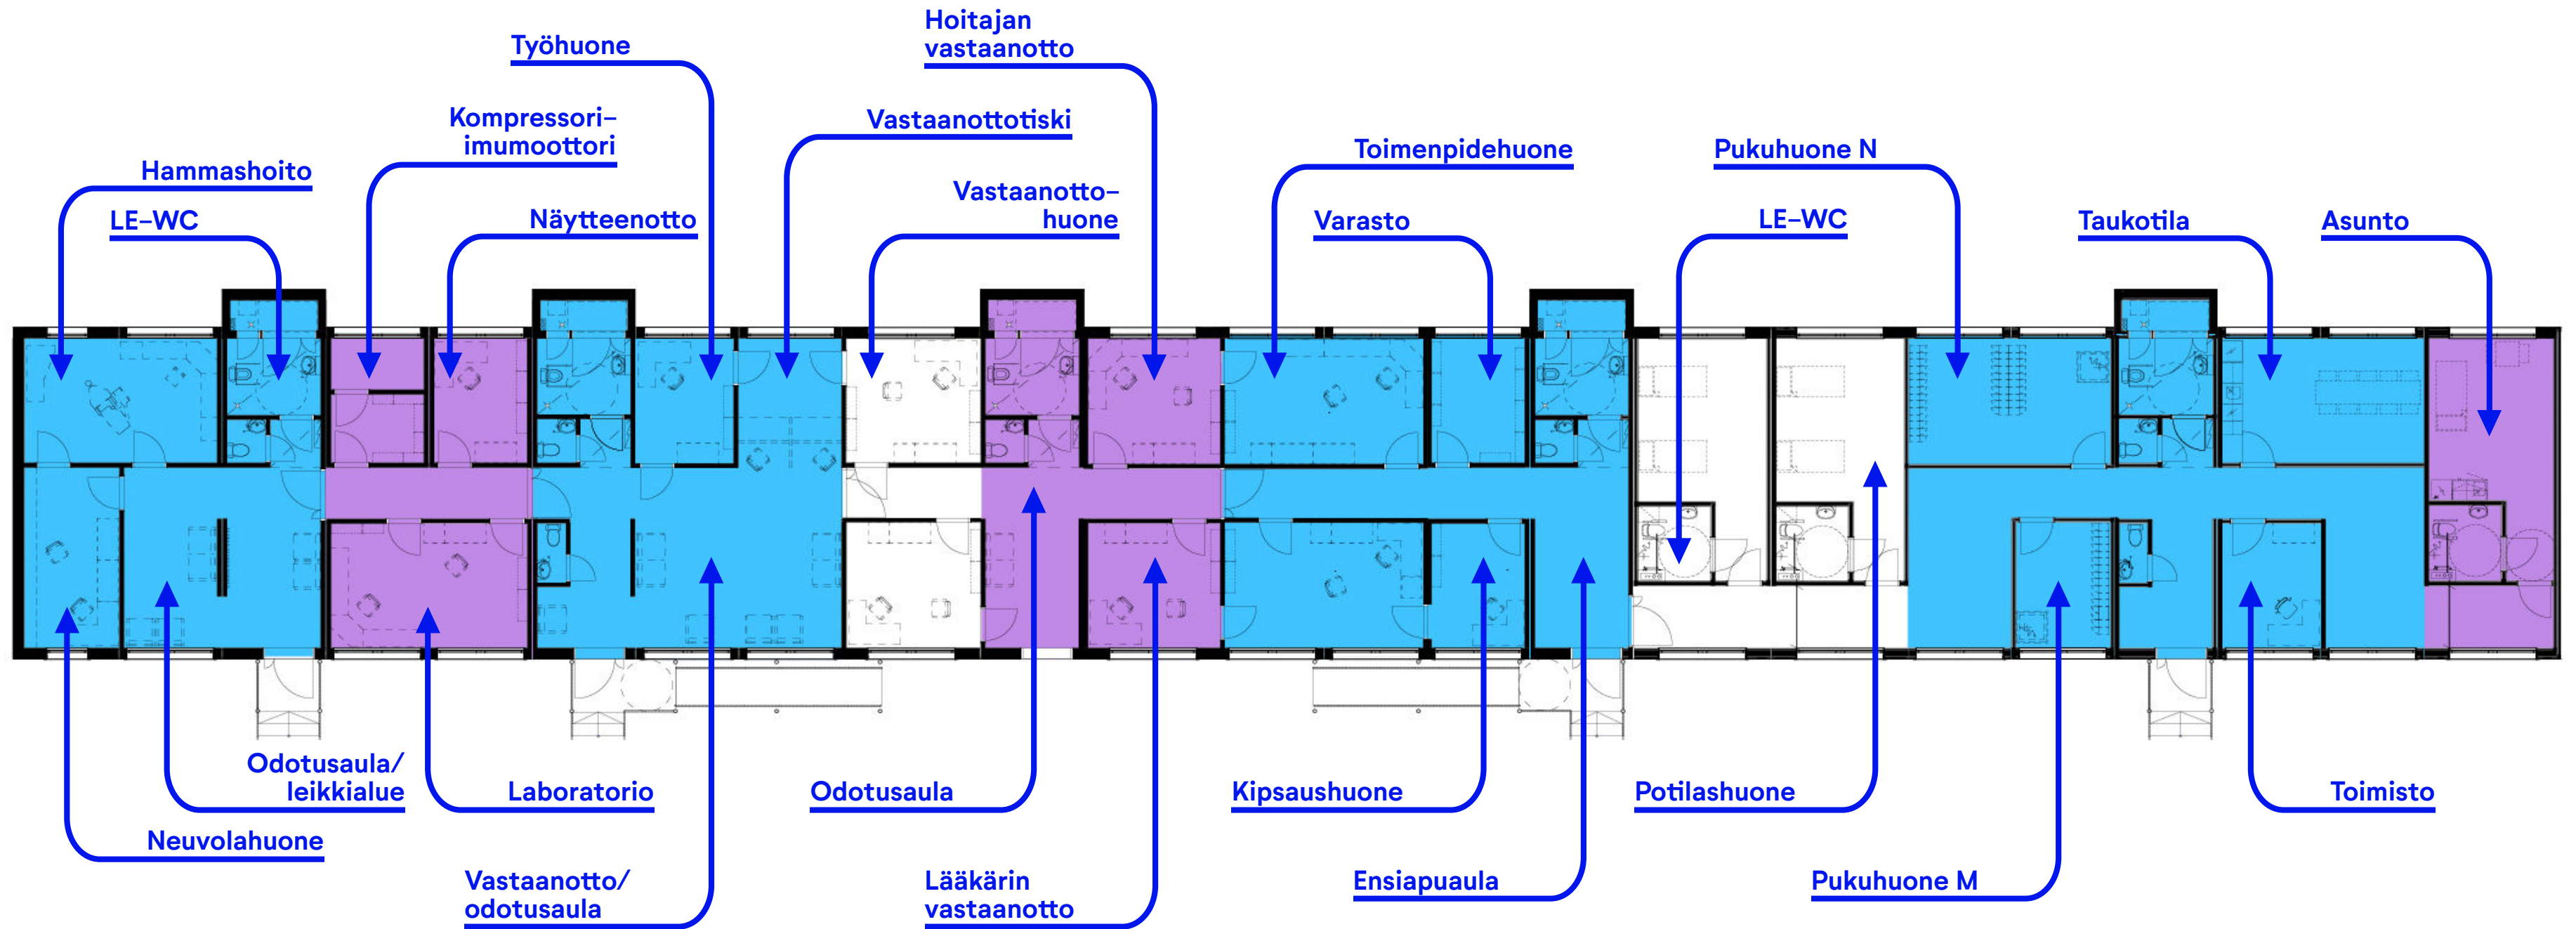 Hoitajan
vastaanotto
Työhuone
Kompressori–
imumoottori
Vastaanottotiski
Toimenpidehuone
Pukuhuone N
Hammashoito
Vastaanotto–
huone
LE–WC
Näytteenotto
Varasto
LE–WC
Taukotila
Asunto
Odotusaula/
leikkialue
Laboratorio
Odotusaula
Kipsaushuone
Potilashuone
Toimisto
Neuvolahuone
Vastaanotto/
odotusaula
Lääkärin
vastaanotto
Ensiapuaula
Pukuhuone M